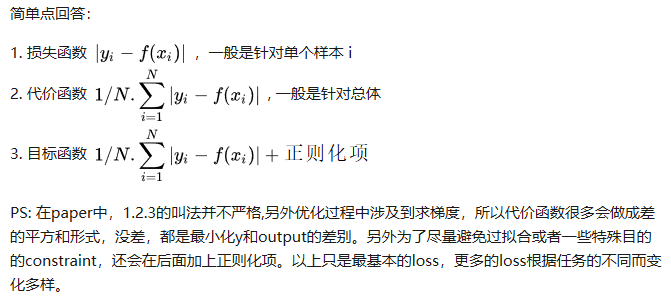 简单点回答：
1. 损失函数 |y_i − f(x_i)| ，一般是针对单个样本 i
2. 代价函数 1/N. \sum_{i=1}^{N} |y_i − f(x_i)| ，一般是针对总体
3. 目标函数 1/N. \sum_{i=1}^{N} |y_i − f(x_i)| + 正则化项
PS: 在paper中，1.2.3的叫法并不严格,另外优化过程中涉及到求梯度，所以代价函数很多会做成差
的平方和形式，没差，都是最小化y和output的差别。另外为了尽量避免过拟合或者一些特殊目的
的constraint，还会在后面加上正则化项。以上只是最基本的loss，更多的loss根据任务的不同而变
化多样。